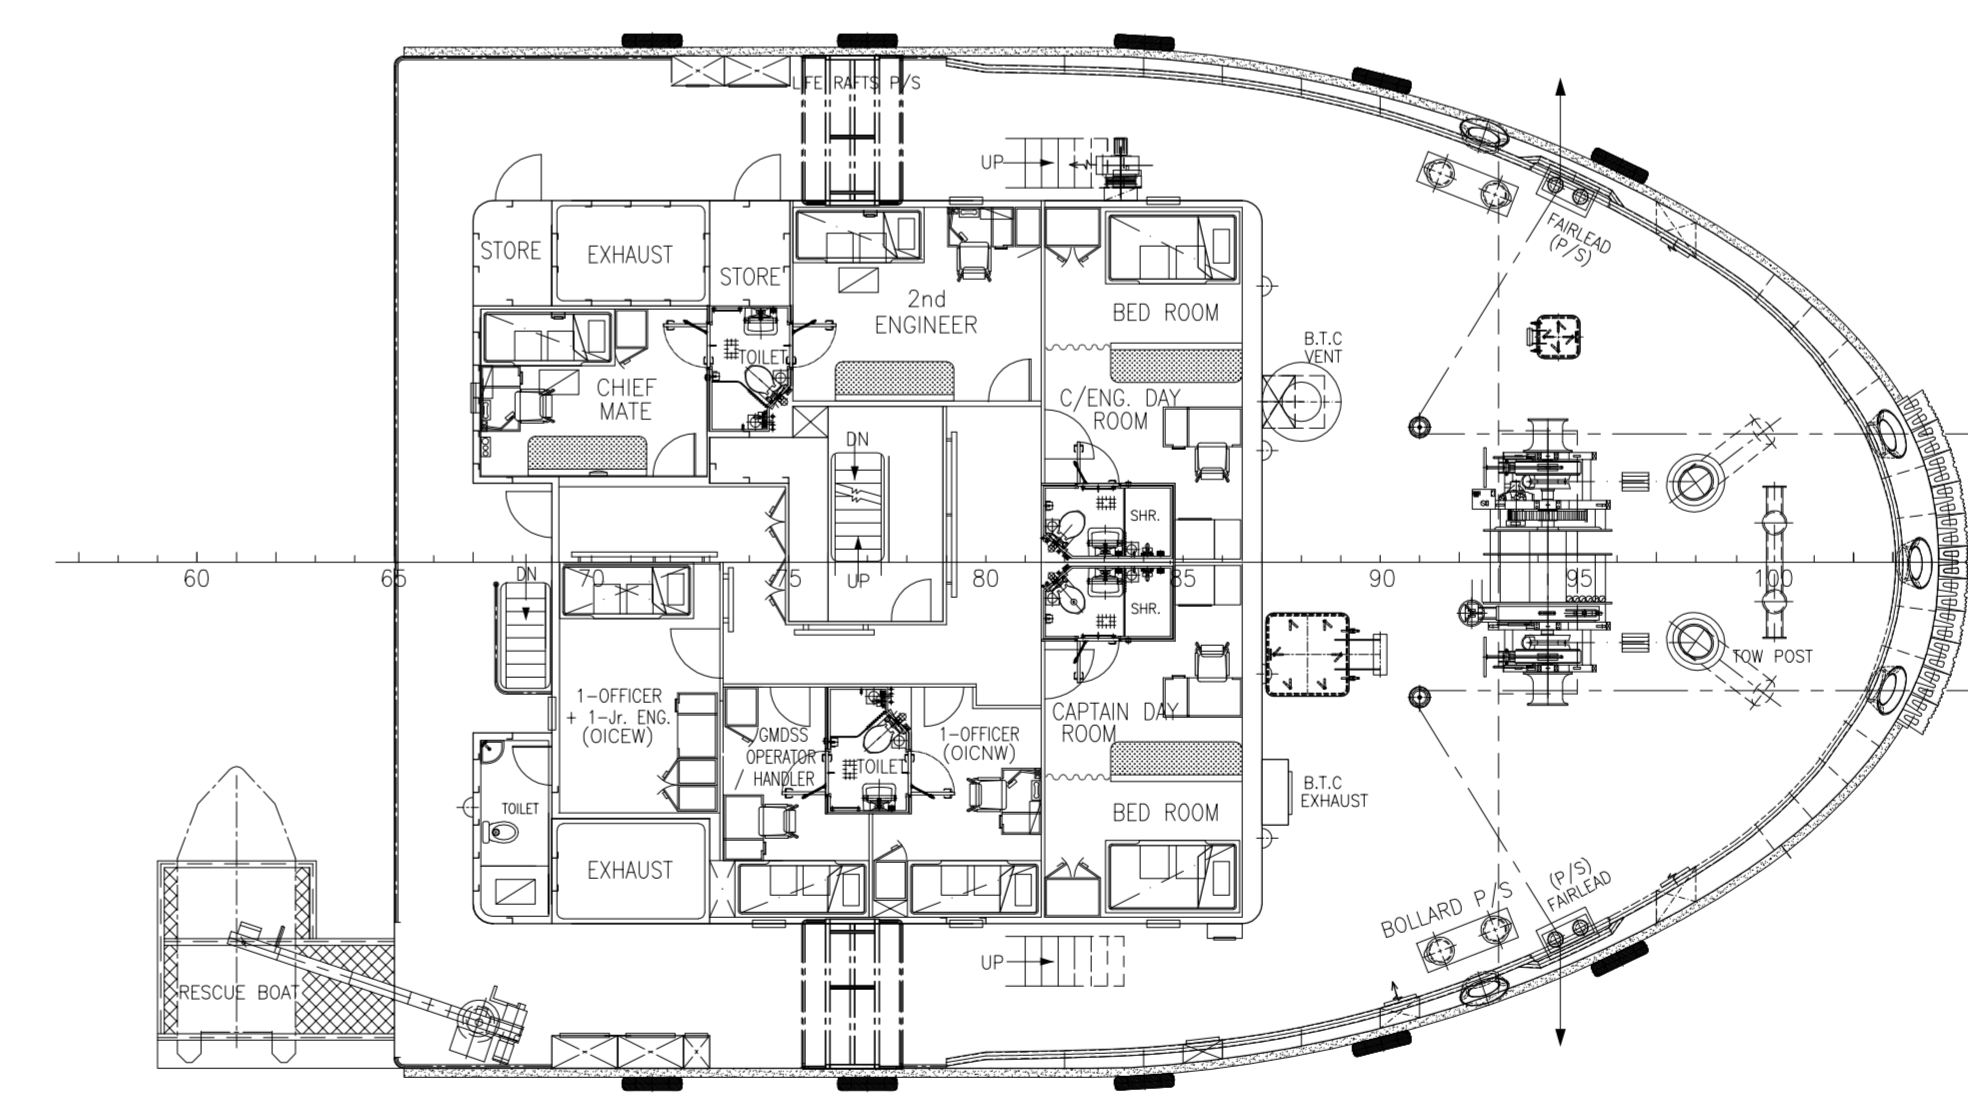 LIFE RAFTS P/S
UP
STORE
EXHAUST
STORE
2nd
ENGINEER
BED ROOM
FAIRLEAD
(P/S)
TOILET
CHIEF
MATE
B.T.C
VENT
C/ENG. DAY
ROOM
DN
SHR.
60
65
70
75
80
85
90
95
100
DN
UP
SHR.
TOW POST
1-OFFICER
+ 1-Jr. ENG.
(OICEW)
GMDSS
OPERATOR
/ HANDLER
TOILET
1-OFFICER
(OICNW)
CAPTAIN DAY
ROOM
TOILET
BED ROOM
B.T.C
EXHAUST
EXHAUST
BOLLARD P/S
(P/S)
FAIRLEAD
UP
RESCUE BOAT